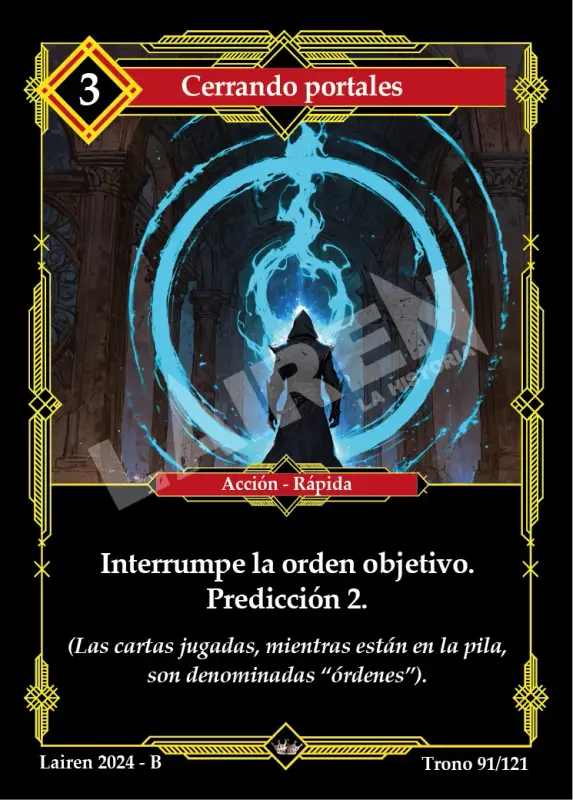 3
Cerrando portales
LAIREN
LA HISTORIA
Acción - Rápida
Interrumpe la orden objetivo.
Predicción 2.
(Las cartas jugadas, mientras están en la pila,
son denominadas “órdenes”).
Lairen 2024 - B
Trono 91/121